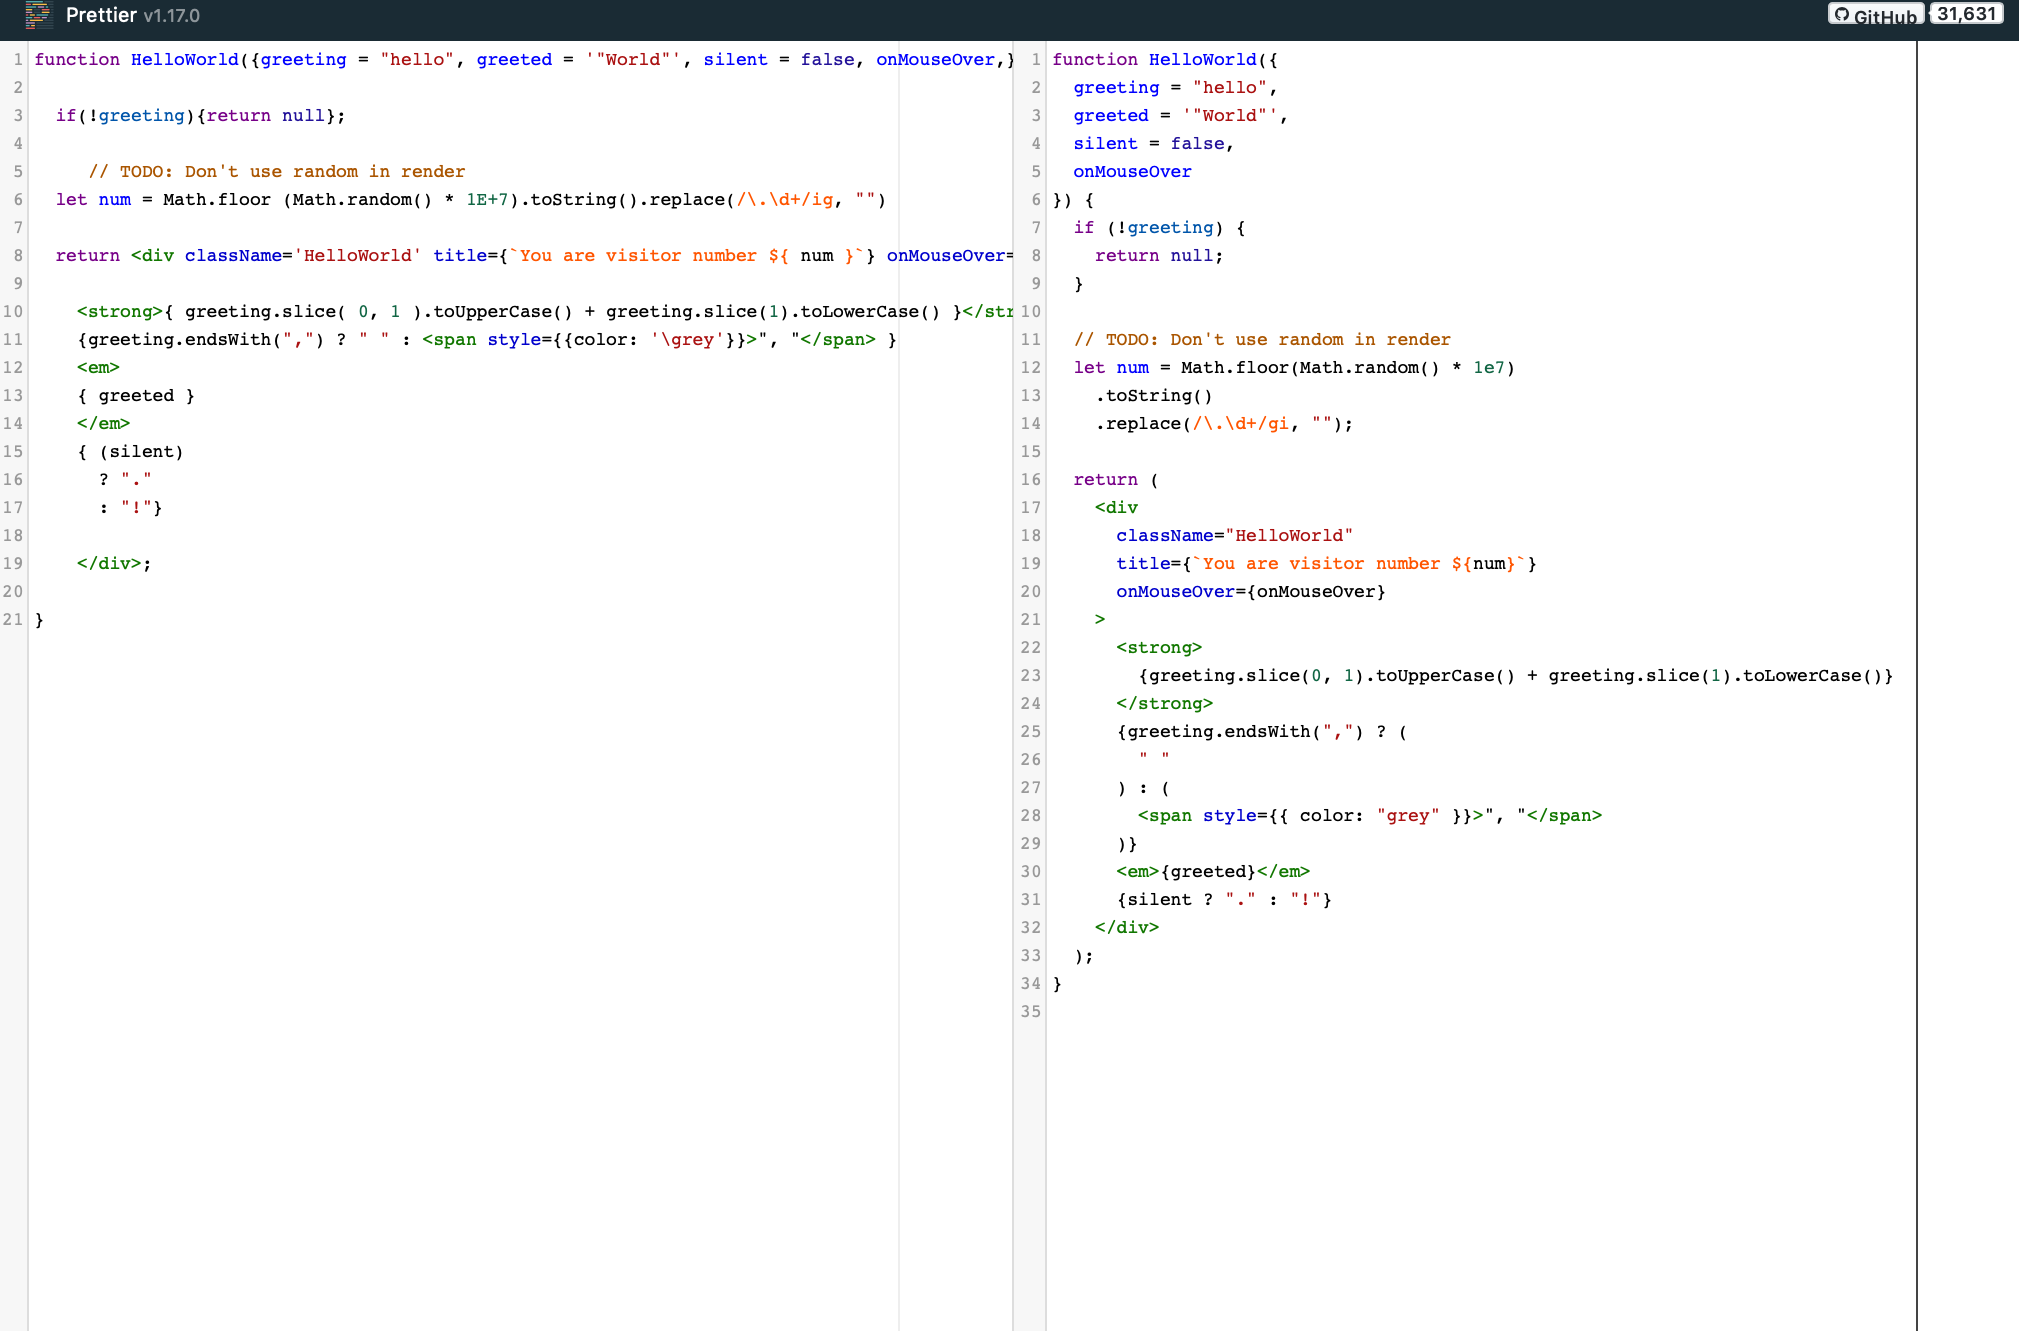 Prettier v1.17.0
GitHub 31,631
1 function HelloWorld({greeting = "hello", greeted = '"World"', silent = false, onMouseOver,}
2
3   if(!greeting){return null};
4
5      // TODO: Don't use random in render
6   let num = Math.floor (Math.random() * 1E+7).toString().replace(/\.\d+/ig, "")
7
8   return <div className='HelloWorld' title={`You are visitor number ${ num }`} onMouseOver=
9
10     <strong>{ greeting.slice( 0, 1 ).toUpperCase() + greeting.slice(1).toLowerCase() }</str
11     {greeting.endsWith(",") ? " " : <span style={{color: '\grey'}}>", "</span> }
12     <em>
13     { greeted }
14     </em>
15     { (silent)
16       ? "."
17       : "!"}
18
19     </div>;
20
21 }
1 function HelloWorld({
2   greeting = "hello",
3   greeted = '"World"',
4   silent = false,
5   onMouseOver
6 }) {
7   if (!greeting) {
8     return null;
9   }
10
11   // TODO: Don't use random in render
12   let num = Math.floor(Math.random() * 1e7)
13     .toString()
14     .replace(/\.\d+/gi, "");
15
16   return (
17     <div
18       className="HelloWorld"
19       title={`You are visitor number ${num}`}
20       onMouseOver={onMouseOver}
21     >
22       <strong>
23         {greeting.slice(0, 1).toUpperCase() + greeting.slice(1).toLowerCase()}
24       </strong>
25       {greeting.endsWith(",") ? (
26         " "
27       ) : (
28         <span style={{ color: "grey" }}>", "</span>
29       )}
30       <em>{greeted}</em>
31       {silent ? "." : "!"}
32     </div>
33   );
34 }
35